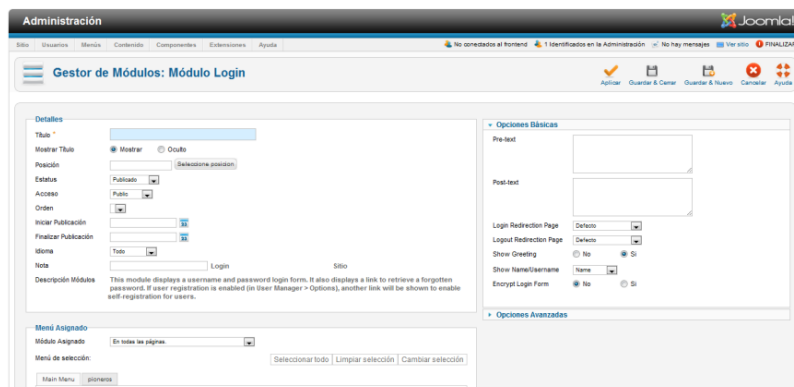 Administración Joomla!
Sitio Usuarios Menús Contenido Componentes Extensiones Ayuda No conectados al frontend 1 Identificados en la Administración No hay mensajes Ver sitio FINALIZAR
Gestor de Módulos: Módulo Login
Aplicar Guardar & Cerrar Guardar & Nuevo Cancelar Ayuda
Detalles
Título *
Mostrar Título Mostrar Oculto
Posición Seleccione posicion
Estatus Publicado
Acceso Public
Orden
Iniciar Publicación
Finalizar Publicación
Idioma Todo
Nota Login Sitio
Descripción Módulos This module displays a username and password login form. It also displays a link to retrieve a forgotten
password. If user registration is enabled (in User Manager > Options), another link will be shown to enable
self-registration for users.
Opciones Básicas
Pre-text
Post-text
Login Redirection Page Defecto
Logout Redirection Page Defecto
Show Greeting No Si
Show Name/Username Name
Encrypt Login Form No Si
Opciones Avanzadas
Menú Asignado
Módulo Asignado En todas las páginas.
Menú de selección: Seleccionar todo Limpiar selección Cambiar selección
Main Menu pioneros